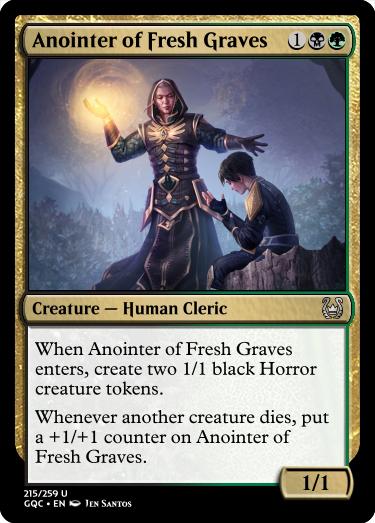 Anointer of Fresh Graves 1
Creature — Human Cleric
When Anointer of Fresh Graves
enters, create two 1/1 black Horror
creature tokens.
Whenever another creature dies, put
a +1/+1 counter on Anointer of
Fresh Graves.
1/1
215/259 U
GQC • EN Jen Santos